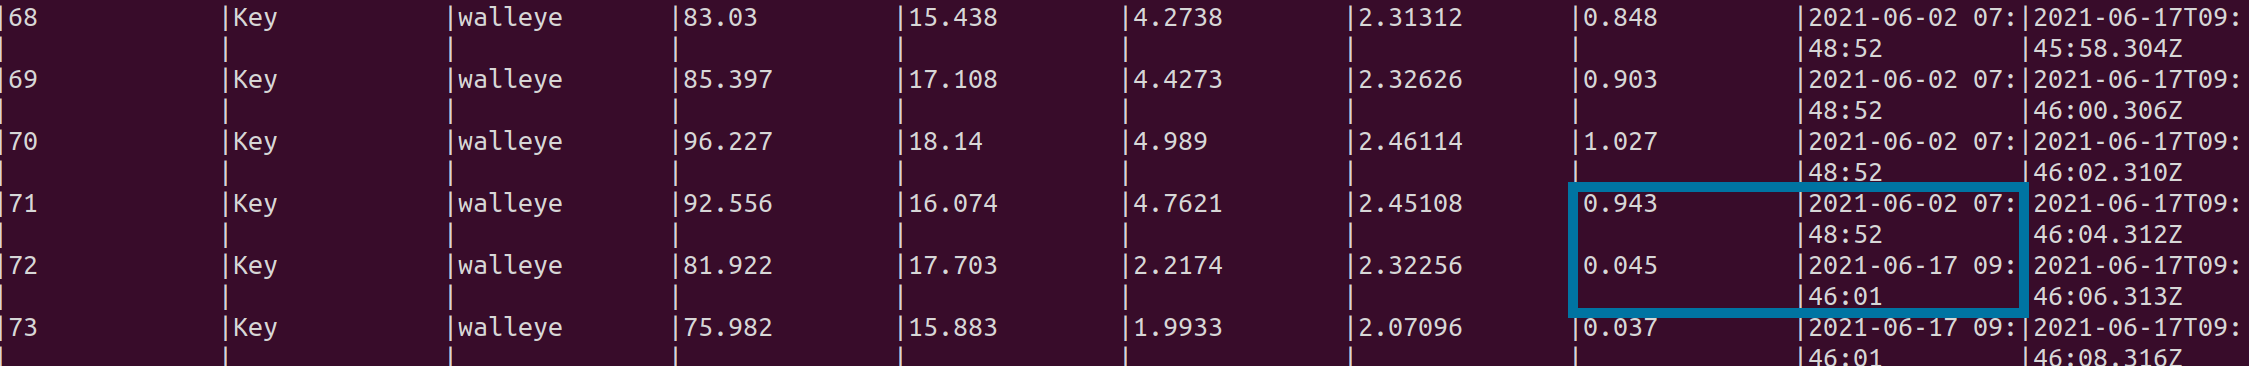 |68 |Key |walleye |83.03 |15.438 |4.2738 |2.31312 |0.848 |2021-06-02 07:|2021-06-17T09:
| | | | | | | | |48:52 |45:58.304Z
|69 |Key |walleye |85.397 |17.108 |4.4273 |2.32626 |0.903 |2021-06-02 07:|2021-06-17T09:
| | | | | | | | |48:52 |46:00.306Z
|70 |Key |walleye |96.227 |18.14 |4.989 |2.46114 |1.027 |2021-06-02 07:|2021-06-17T09:
| | | | | | | | |48:52 |46:02.310Z
|71 |Key |walleye |92.556 |16.074 |4.7621 |2.45108 0.943 |2021-06-02 07: 2021-06-17T09:
| | | | | | | |48:52 46:04.312Z
|72 |Key |walleye |81.922 |17.703 |2.2174 |2.32256 0.045 |2021-06-17 09: 2021-06-17T09:
| | | | | | | |46:01 46:06.313Z
|73 |Key |walleye |75.982 |15.883 |1.9933 |2.07096 |0.037 |2021-06-17 09:|2021-06-17T09:
| | | | | | | | |46:01 |46:08.316Z